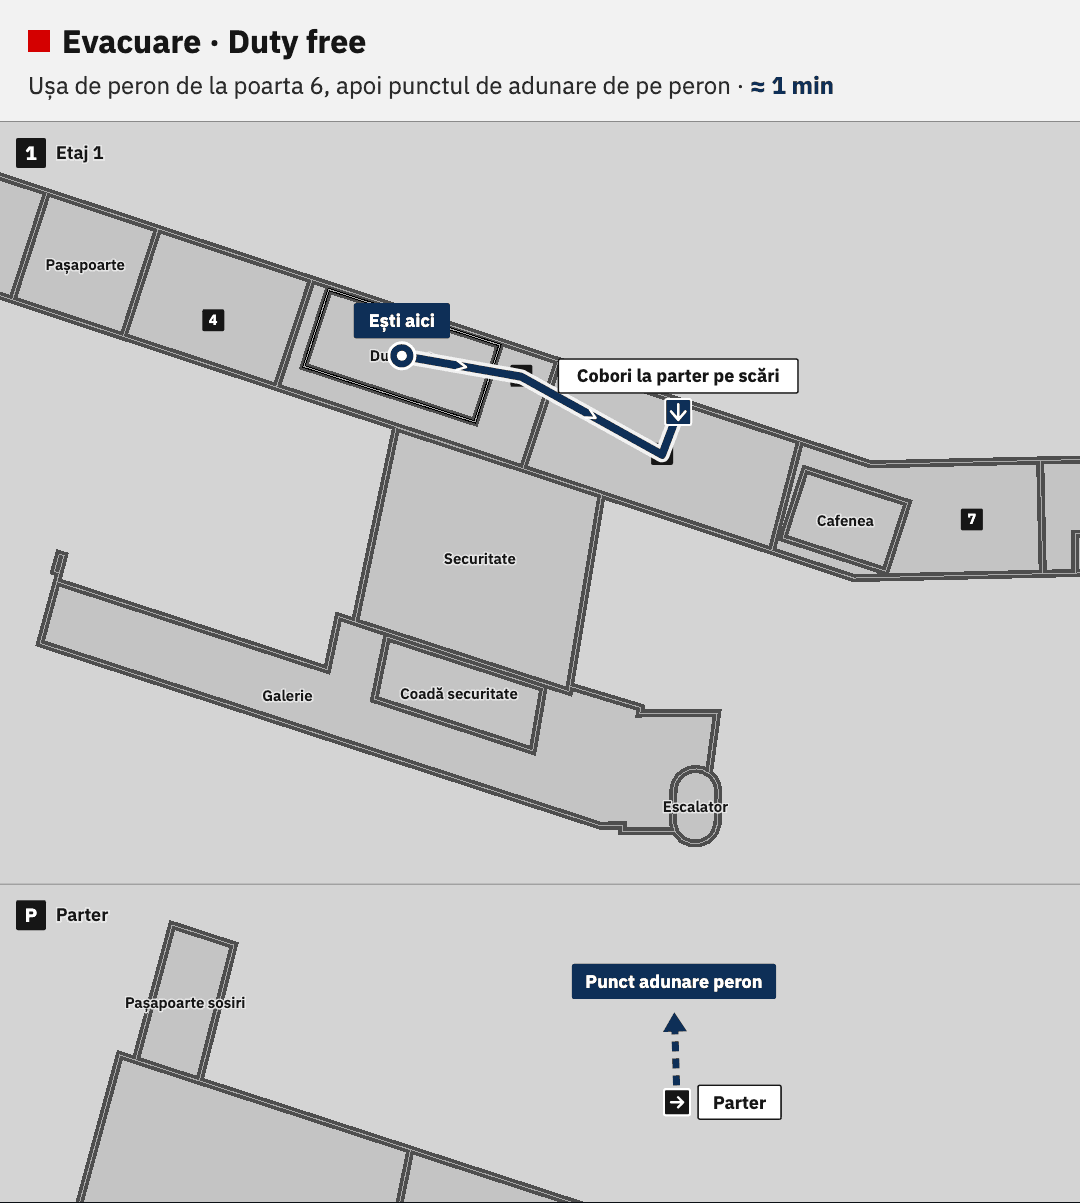 Evacuare · Duty free
Ușa de peron de la poarta 6, apoi punctul de adunare de pe peron · ≈ 1 min
1 Etaj 1
Pașapoarte
4
Ești aici
Du
Cobori la parter pe scări
Cafenea
7
Securitate
Galerie
Coadă securitate
Escalator
P Parter
Punct adunare peron
Pașapoarte sosiri
Parter